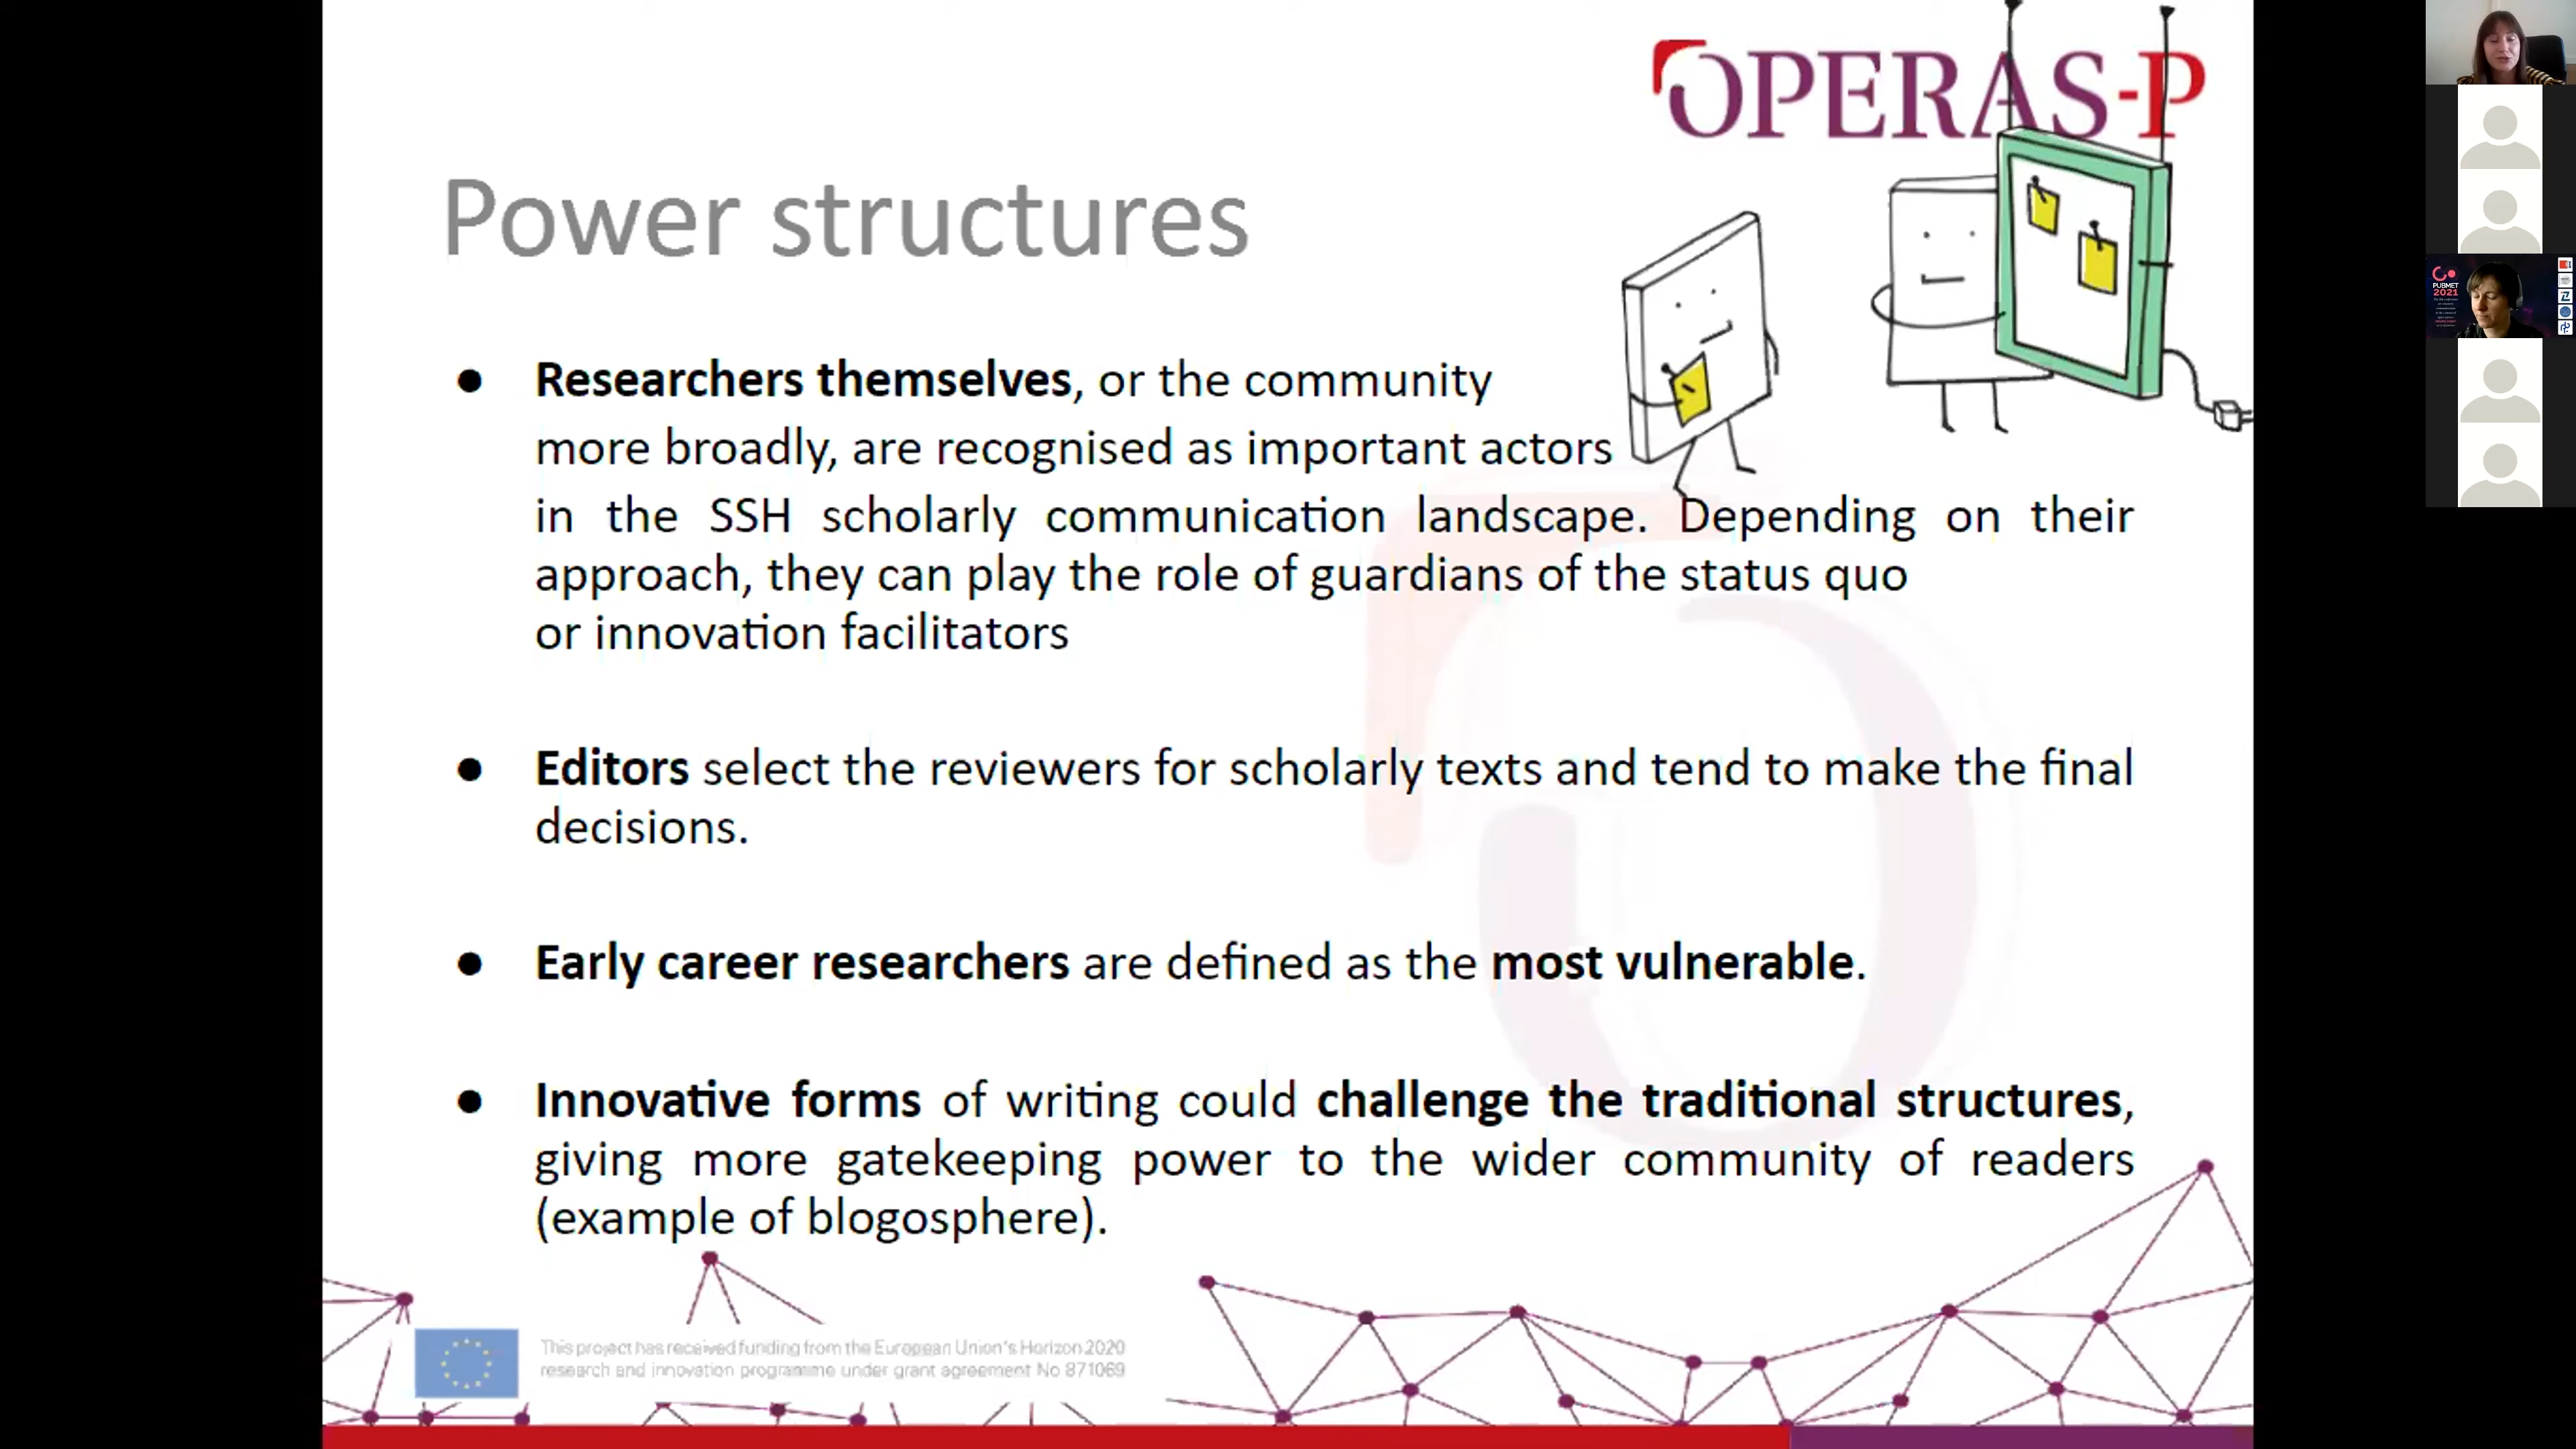 OPERAS-P
Power structures
● Researchers themselves, or the community
more broadly, are recognised as important actors
in the SSH scholarly communication landscape. Depending on their
approach, they can play the role of guardians of the status quo
or innovation facilitators
● Editors select the reviewers for scholarly texts and tend to make the final
decisions.
● Early career researchers are defined as the most vulnerable.
● Innovative forms of writing could challenge the traditional structures,
giving more gatekeeping power to the wider community of readers
(example of blogosphere).
This project has received funding from the European Union's Horizon 2020
research and innovation programme under grant agreement No 871069
PUBMET
2021